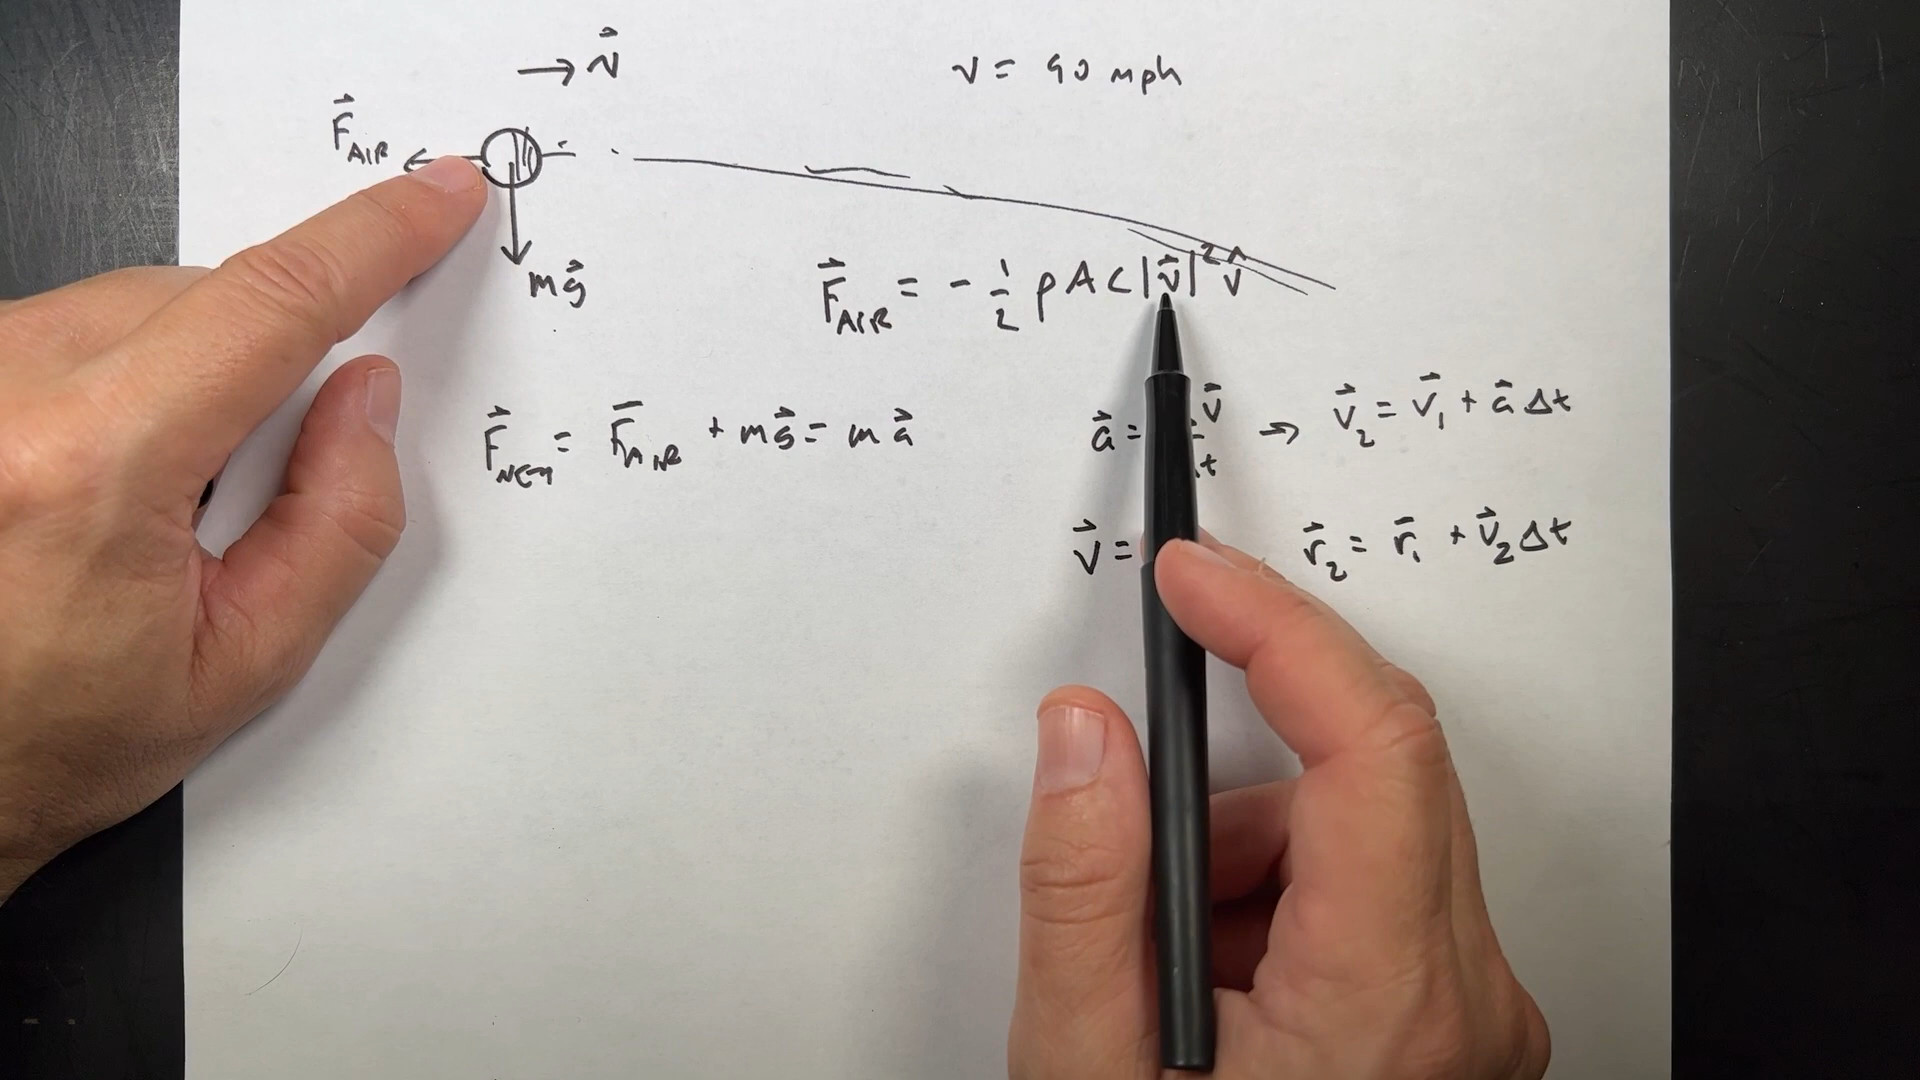 → v⃗
v = 90 mph
F⃗AIR
mg⃗
F⃗AIR = - 1/2 ρ A C |v⃗|² v̂
F⃗NET = F̄AIR + mg⃗ = m a⃗
a⃗ = v⃗ t ⇒ v⃗₂ = v⃗₁ + a⃗ Δt
v⃗ = r⃗₂ = r̄₁ + v⃗₂ Δt